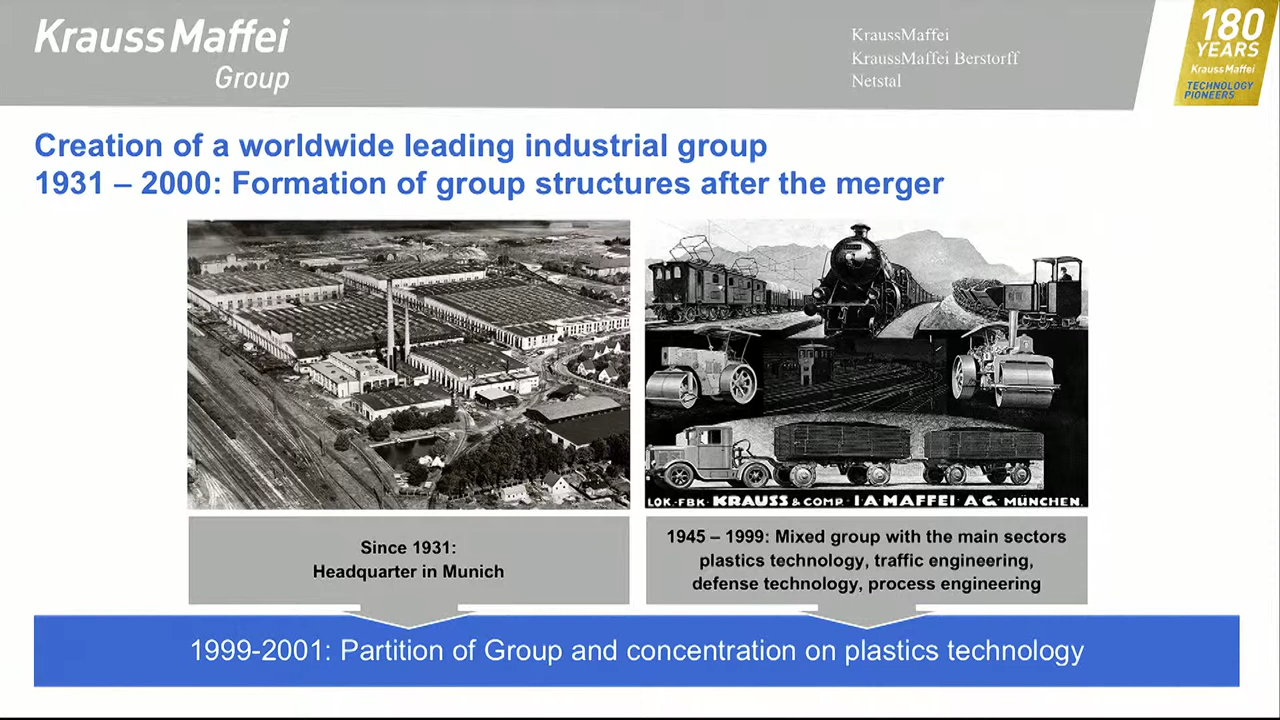 Krauss Maffei
Group
KraussMaffei
KraussMaffei Berstorff
Netstal
180
YEARS
Krauss Maffei
TECHNOLOGY
PIONEERS
Creation of a worldwide leading industrial group
1931 – 2000: Formation of group structures after the merger
LOK.-FBK. KRAUSS & COMP. - I.A. MAFFEI A.G. MÜNCHEN.
Since 1931:
Headquarter in Munich
1945 – 1999: Mixed group with the main sectors
plastics technology, traffic engineering,
defense technology, process engineering
1999-2001: Partition of Group and concentration on plastics technology